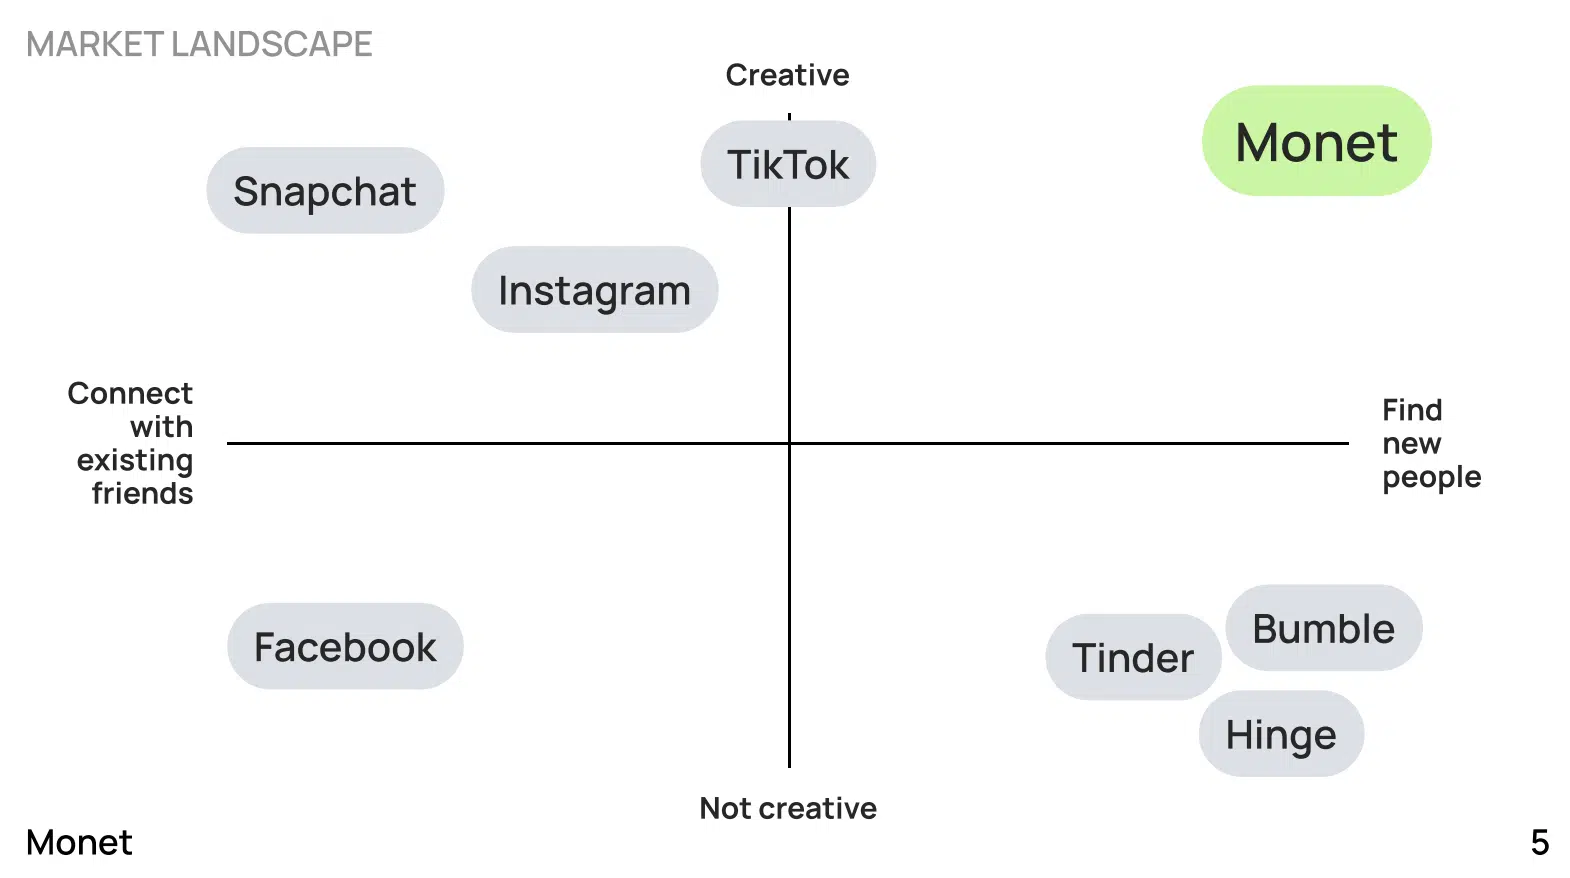 MARKET LANDSCAPE
Creative
Monet
TikTok
Snapchat
Instagram
Connect
with
existing
friends
Find
new
people
Facebook
Bumble
Tinder
Hinge
Not creative
Monet
5